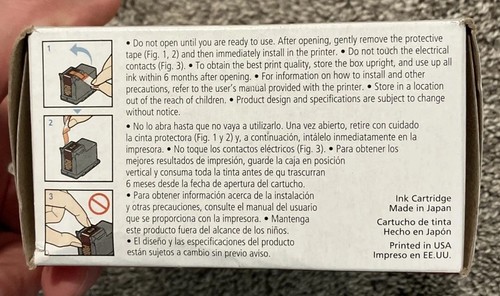 1
• Do not open until you are ready to use. After opening, gently remove the protective
tape (Fig. 1, 2) and then immediately install in the printer. • Do not touch the electrical
contacts (Fig. 3). • To obtain the best print quality, store the box upright, and use up all
ink within 6 months after opening. • For information on how to install and other
precautions, refer to the user's manual provided with the printer. • Store in a location
out of the reach of children. • Product design and specifications are subject to change
without notice.
2
• No lo abra hasta que no vaya a utilizarlo. Una vez abierto, retire con cuidado
la cinta protectora (Fig. 1 y 2) y, a continuación, intálelo inmediatamente en la
impresora. • No toque los contactos eléctricos (Fig. 3). • Para obtener los
mejores resultados de impresión, guarde la caja en posición
vertical y consuma toda la tinta antes de qu trascurran
6 meses desde la fecha de apertura del cartucho.
3
• Para obtener información acerca de la instalación
y otras precauciones, consulte el manual del usuario
que se proporciona con la impresora. • Mantenga
este producto fuera del alcance de los niños.
• El diseño y las especificaciones del producto
están sujetos a cambio sin previo aviso.
Ink Cartridge
Made in Japan
Cartucho de tinta
Hecho en Japón
Printed in USA
Impreso en EE.UU.